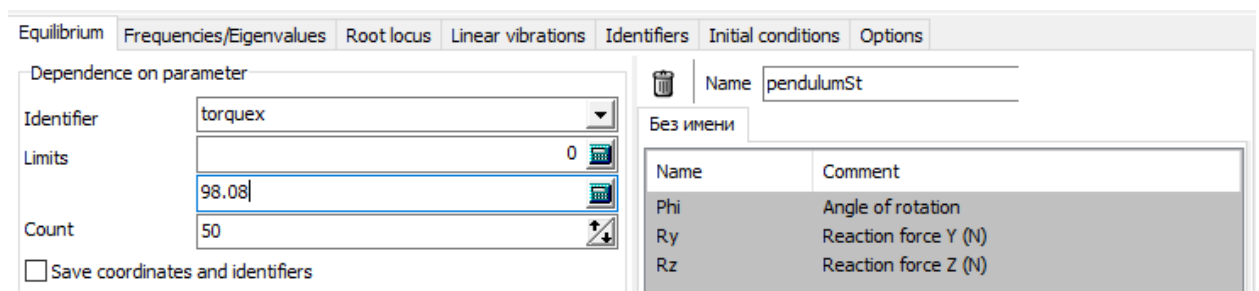 Equilibrium Frequencies/Eigenvalues Root locus Linear vibrations Identifiers Initial conditions Options
Dependence on parameter
Identifier torquex
Limits 0
98.08
Count 50
Save coordinates and identifiers
Name pendulumSt
Без имени
Name Comment
Phi Angle of rotation
Ry Reaction force Y (N)
Rz Reaction force Z (N)